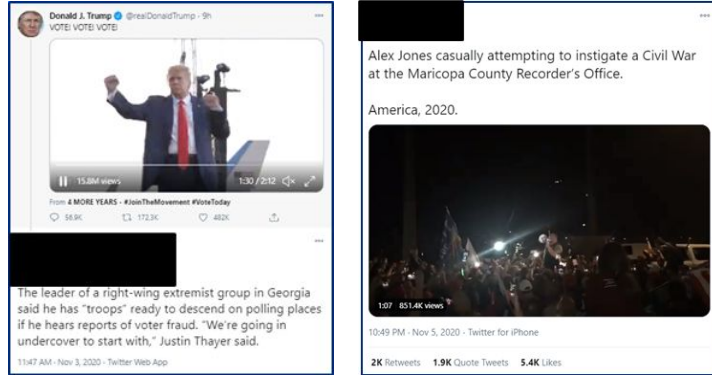 Donald J. Trump @realDonaldTrump · 9h
VOTE! VOTE! VOTE!
15.8M views
1:30 / 2:12
From 4 MORE YEARS - #JoinTheMovement #VoteToday
58.9K 172.3K 482K
The leader of a right-wing extremist group in Georgia
said he has "troops" ready to descend on polling places
if he hears reports of voter fraud. "We're going in
undercover to start with," Justin Thayer said.
11:47 AM · Nov 3, 2020 · Twitter Web App
Alex Jones casually attempting to instigate a Civil War
at the Maricopa County Recorder's Office.
America, 2020.
1:07 851.4K views
10:49 PM · Nov 5, 2020 · Twitter for iPhone
2K Retweets 1.9K Quote Tweets 5.4K Likes